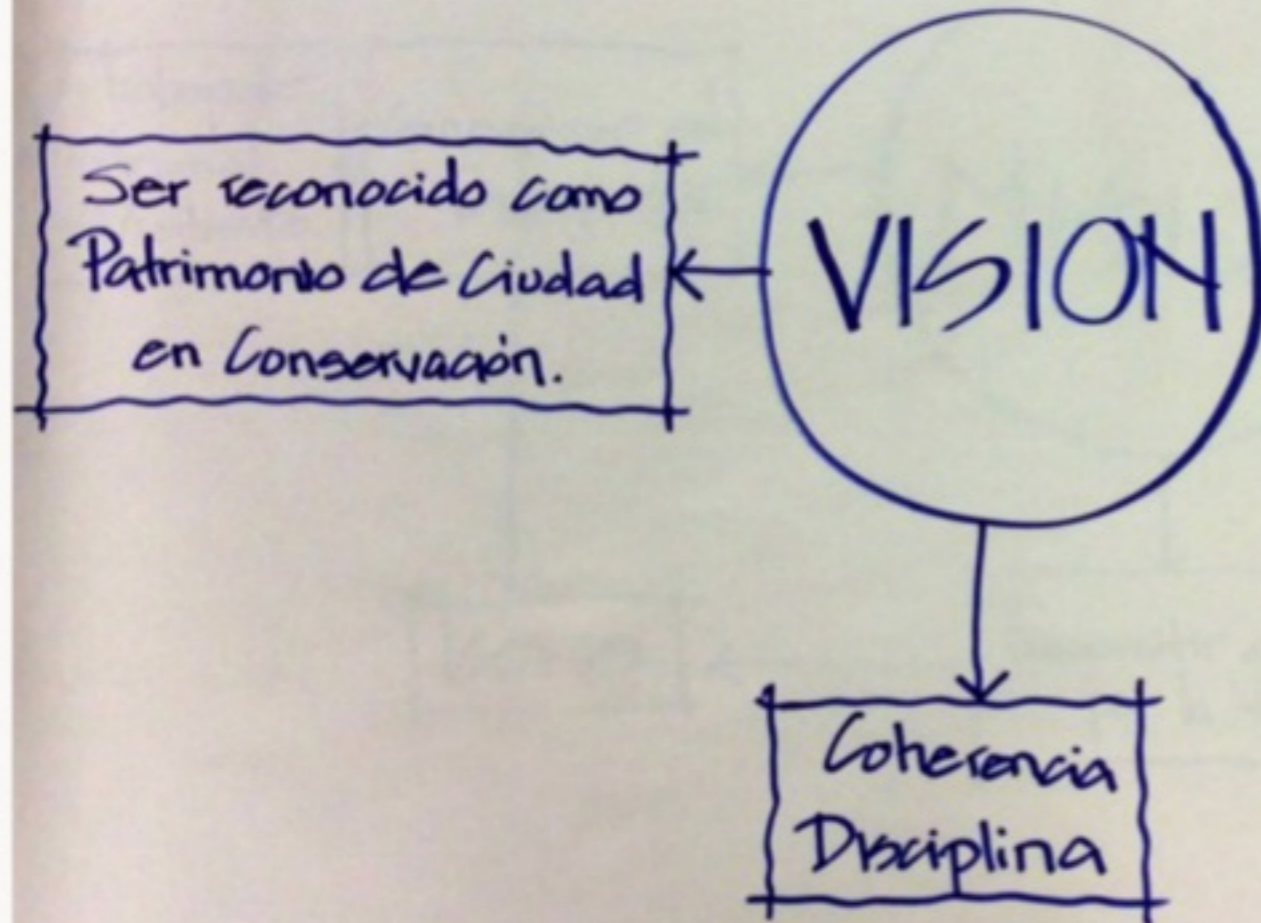 VISION
Ser reconocido como
Patrimonio de Ciudad
en Conservación.
Coherencia
Disciplina